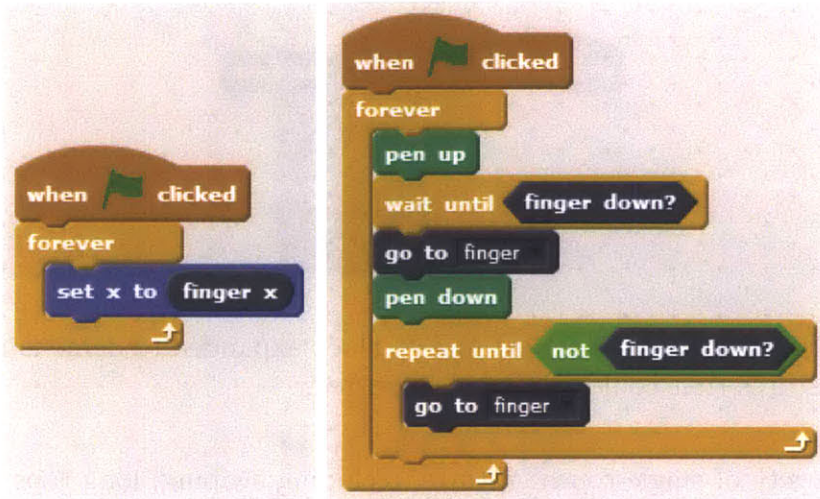 when clicked
forever
set x to finger x
when clicked
forever
pen up
wait until finger down?
go to finger
pen down
repeat until not finger down?
go to finger